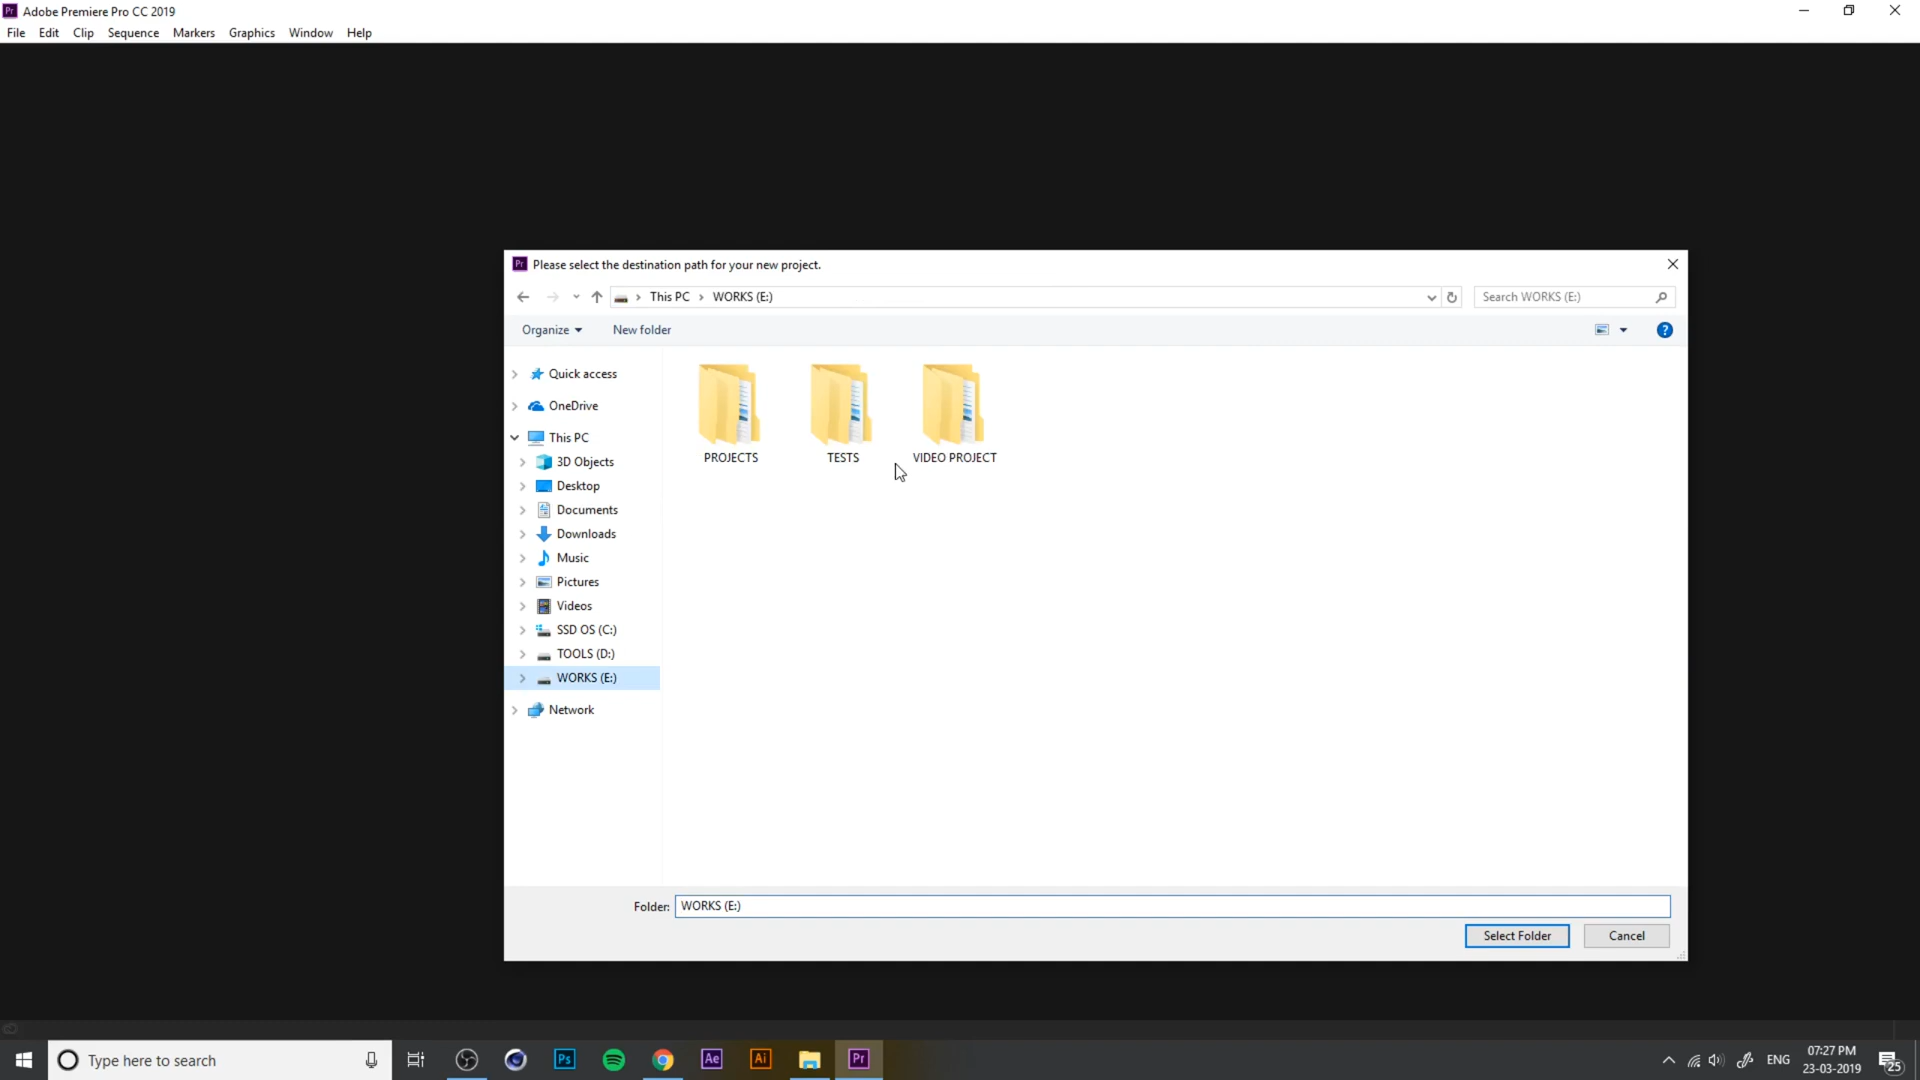 Pr Adobe Premiere Pro CC 2019
File Edit Clip Sequence Markers Graphics Window Help
Pr Please select the destination path for your new project.
This PC WORKS (E:)
Search WORKS (E:)
Organize New folder
?
Quick access
OneDrive
This PC
3D Objects
Desktop
Documents
Downloads
Music
Pictures
Videos
SSD OS (C:)
TOOLS (D:)
WORKS (E:)
Network
PROJECTS TESTS VIDEO PROJECT
Folder: WORKS (E:)
Select Folder Cancel
Type here to search
Ps Ae Ai Pr
ENG
07:27 PM
23-03-2019
25